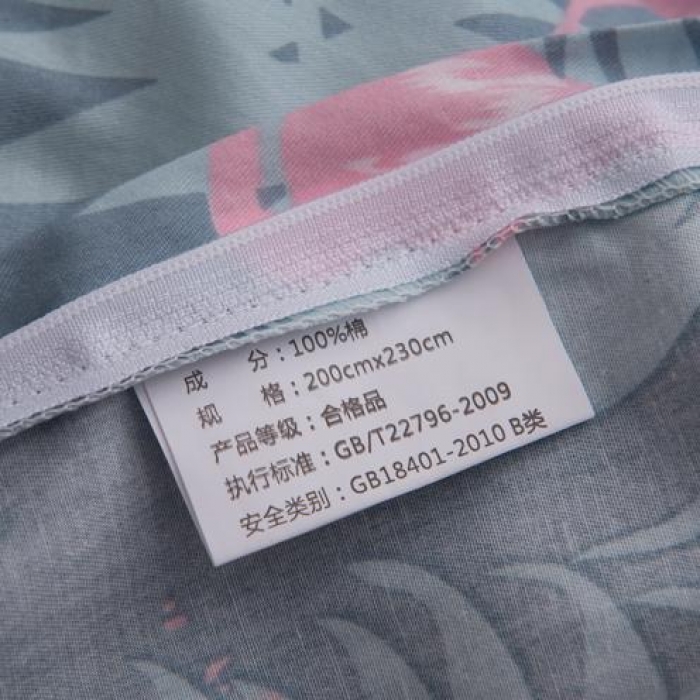 成 分：100%棉
规 格：200cmx230cm
产品等级：合格品
执行标准：GB/T22796-2009
安全类别：GB18401-2010 B类